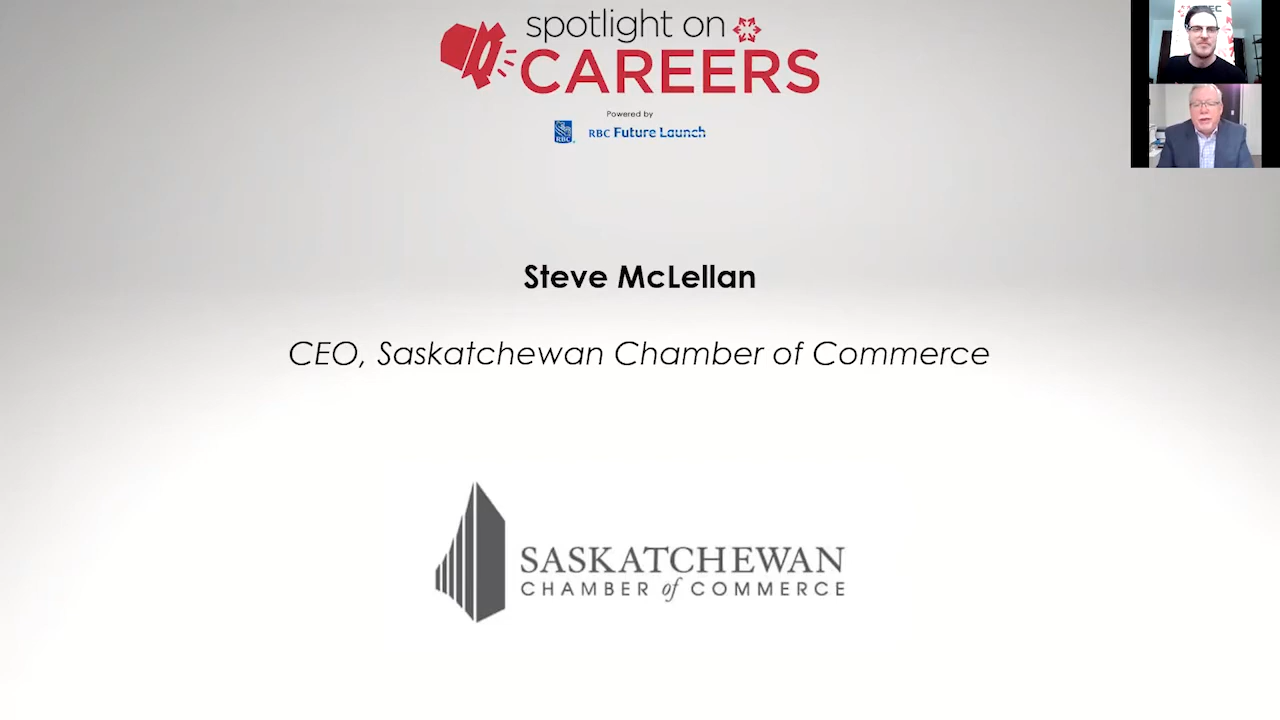 spotlight on
CAREERS
Powered by
RBC
RBC Future Launch
Steve McLellan
CEO, Saskatchewan Chamber of Commerce
SASKATCHEWAN
CHAMBER of COMMERCE